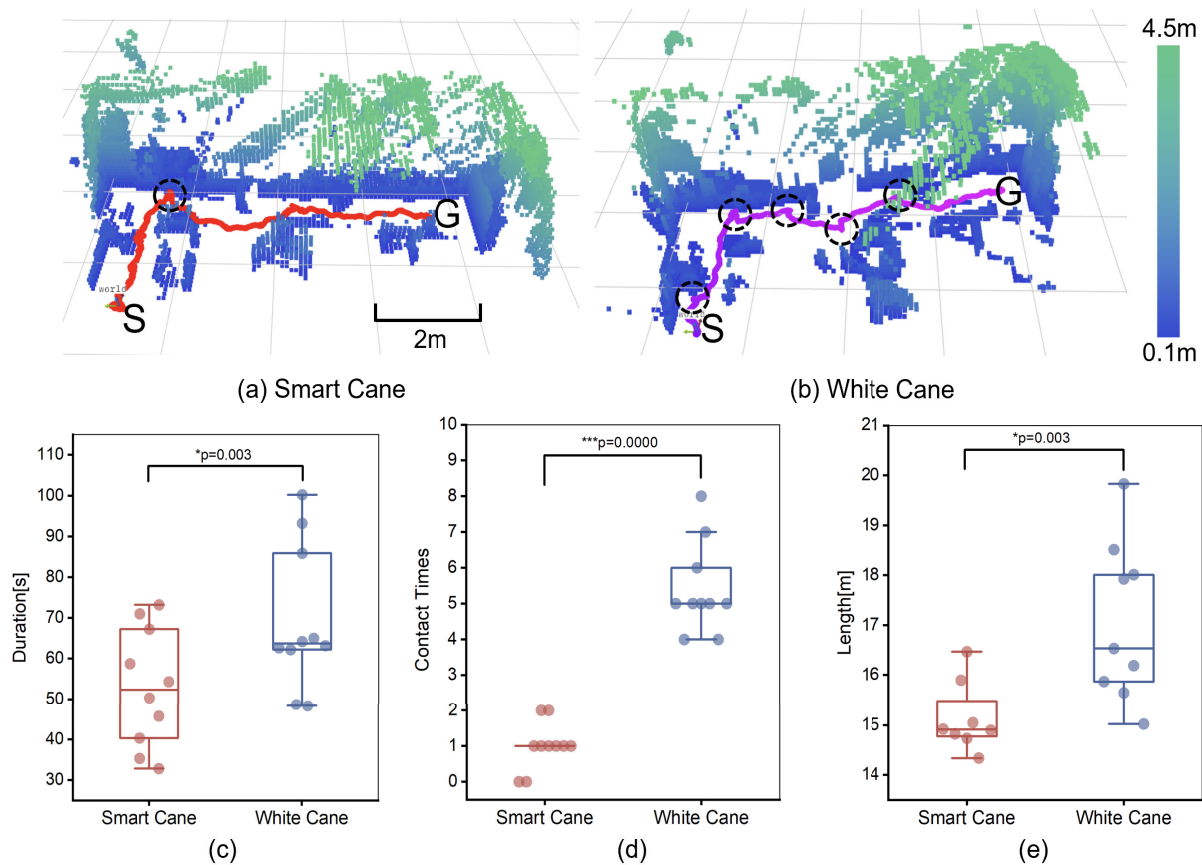 4.5m
G
G
world
S
2m
world
S
0.1m
(a) Smart Cane
(b) White Cane
110
100
90
80
70
60
50
40
30
Duration[s]
*p=0.003
Smart Cane
White Cane
(c)
10
9
8
7
6
5
4
3
2
1
0
Contact Times
***p=0.0000
Smart Cane
White Cane
(d)
21
20
19
18
17
16
15
14
Length[m]
*p=0.003
Smart Cane
White Cane
(e)